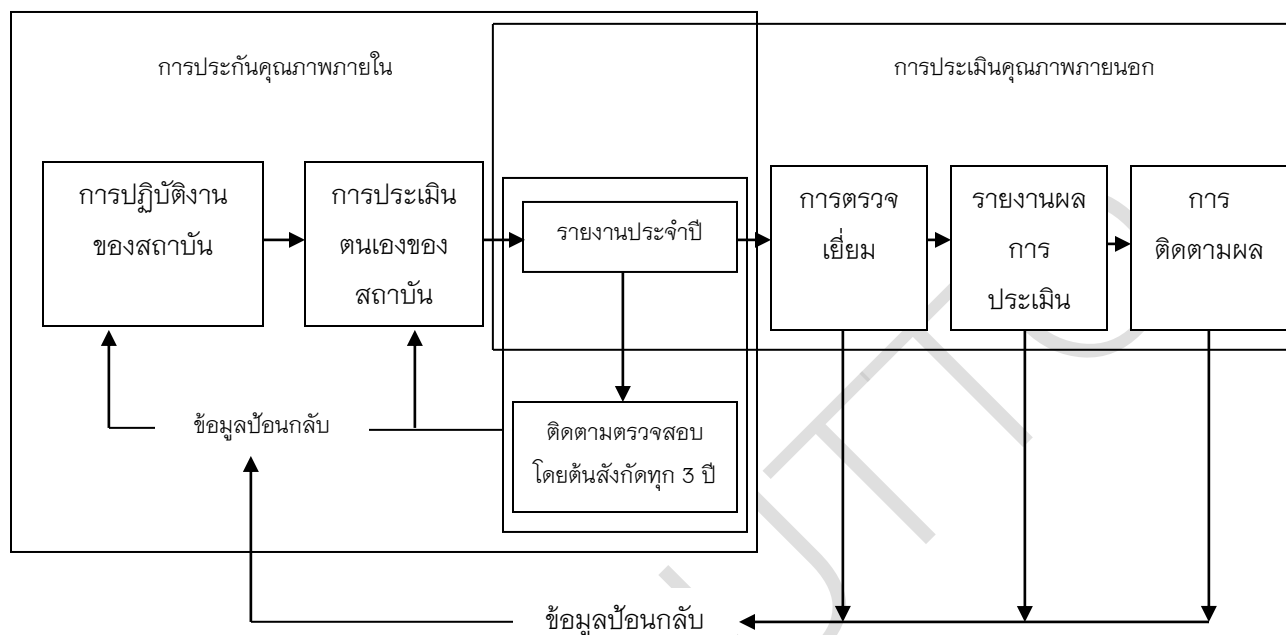 การประกันคุณภาพภายใน
การประเมินคุณภาพภายนอก
การปฏิบัติงาน
ของสถาบัน
การประเมิน
ตนเองของ
สถาบัน
รายงานประจำปี
การตรวจ
เยี่ยม
รายงานผล
การ
ประเมิน
การ
ติดตามผล
ข้อมูลป้อนกลับ
ติดตามตรวจสอบ
โดยต้นสังกัดทุก 3 ปี
ข้อมูลป้อนกลับ